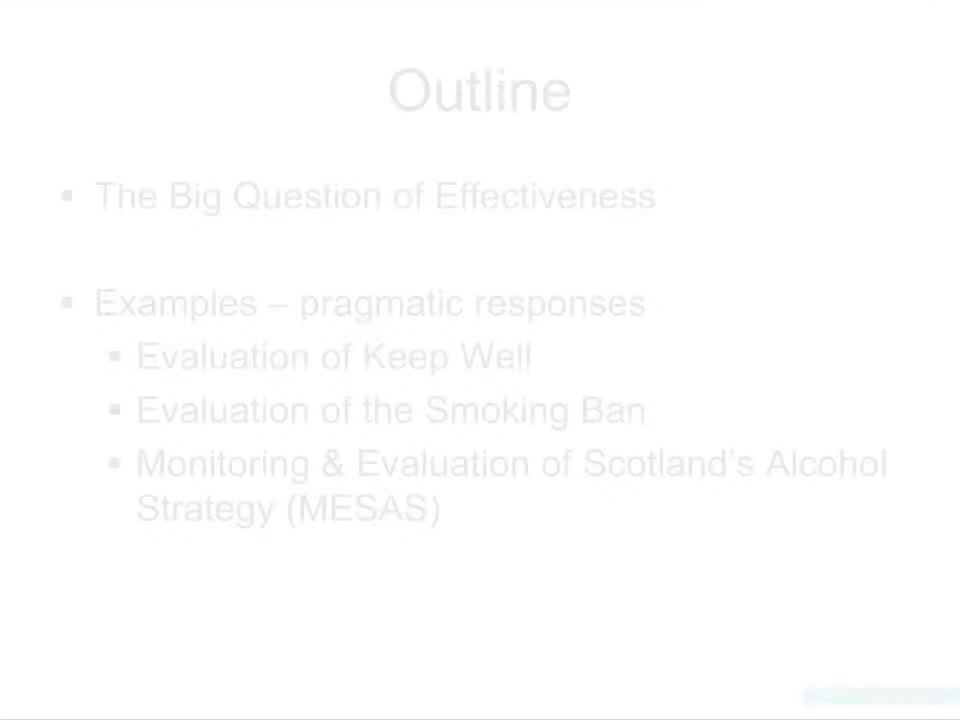 Outline
▪ The Big Question of Effectiveness
▪ Examples – pragmatic responses
▪ Evaluation of Keep Well
▪ Evaluation of the Smoking Ban
▪ Monitoring & Evaluation of Scotland's Alcohol
Strategy (MESAS)